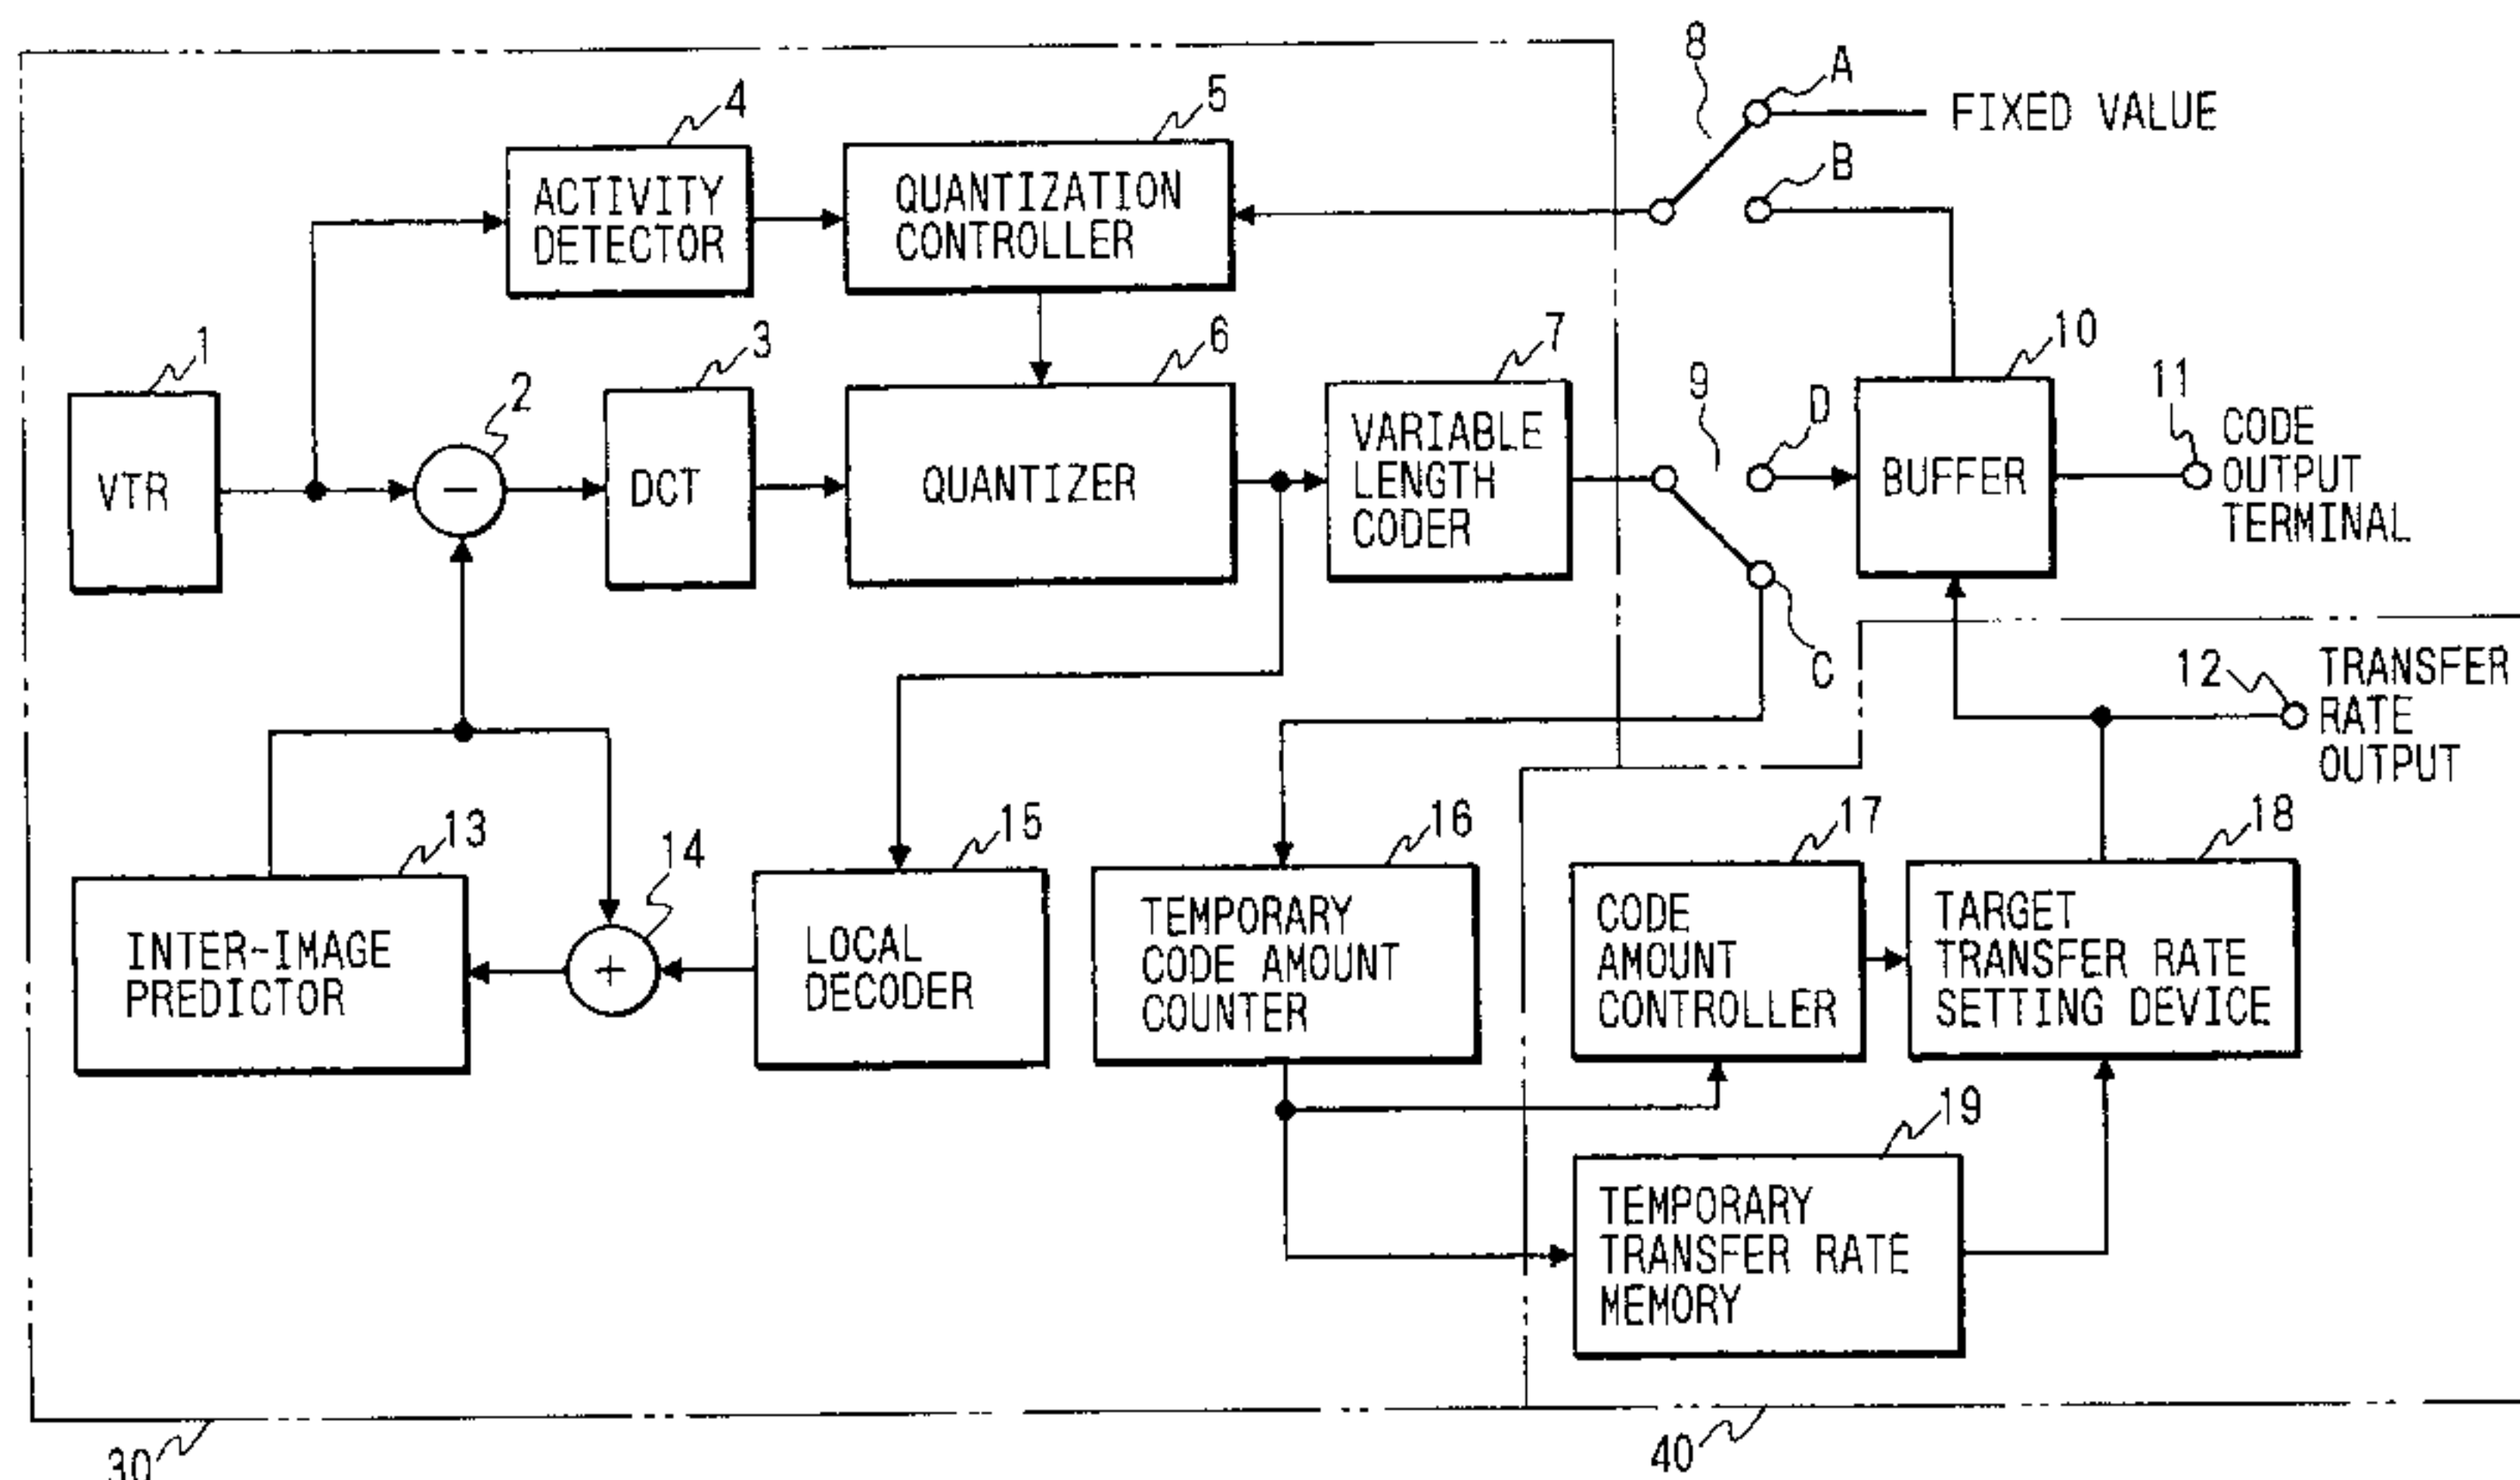 8
A
FIXED VALUE
4
5
B
ACTIVITY
DETECTOR
QUANTIZATION
CONTROLLER
1
2
3
6
7
9
D
10
11
VTR
−
DCT
QUANTIZER
VARIABLE
LENGTH
CODER
BUFFER
CODE
OUTPUT
TERMINAL
C
12
TRANSFER
RATE
OUTPUT
13
14
15
16
17
18
INTER-IMAGE
PREDICTOR
+
LOCAL
DECODER
TEMPORARY
CODE AMOUNT
COUNTER
CODE
AMOUNT
CONTROLLER
TARGET
TRANSFER RATE
SETTING DEVICE
19
TEMPORARY
TRANSFER RATE
MEMORY
30
40